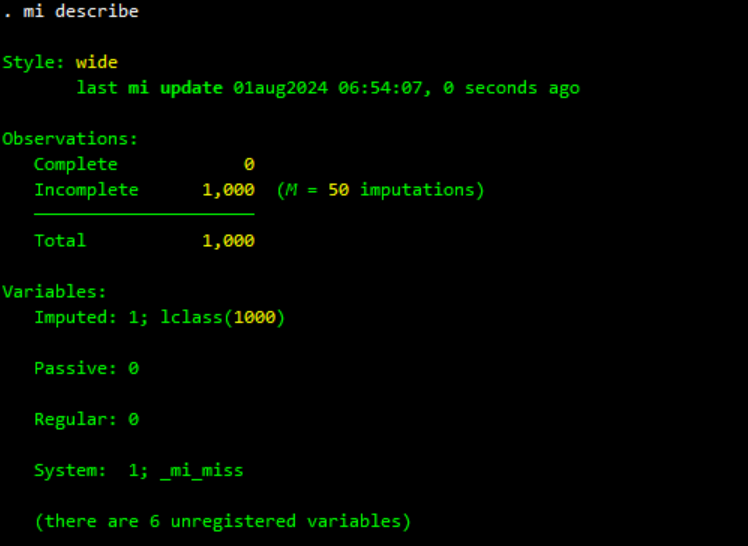 . mi describe
Style: wide
last mi update 01aug2024 06:54:07, 0 seconds ago
Observations:
Complete 0
Incomplete 1,000 (M = 50 imputations)
Total 1,000
Variables:
Imputed: 1; lclass(1000)
Passive: 0
Regular: 0
System: 1; _mi_miss
(there are 6 unregistered variables)